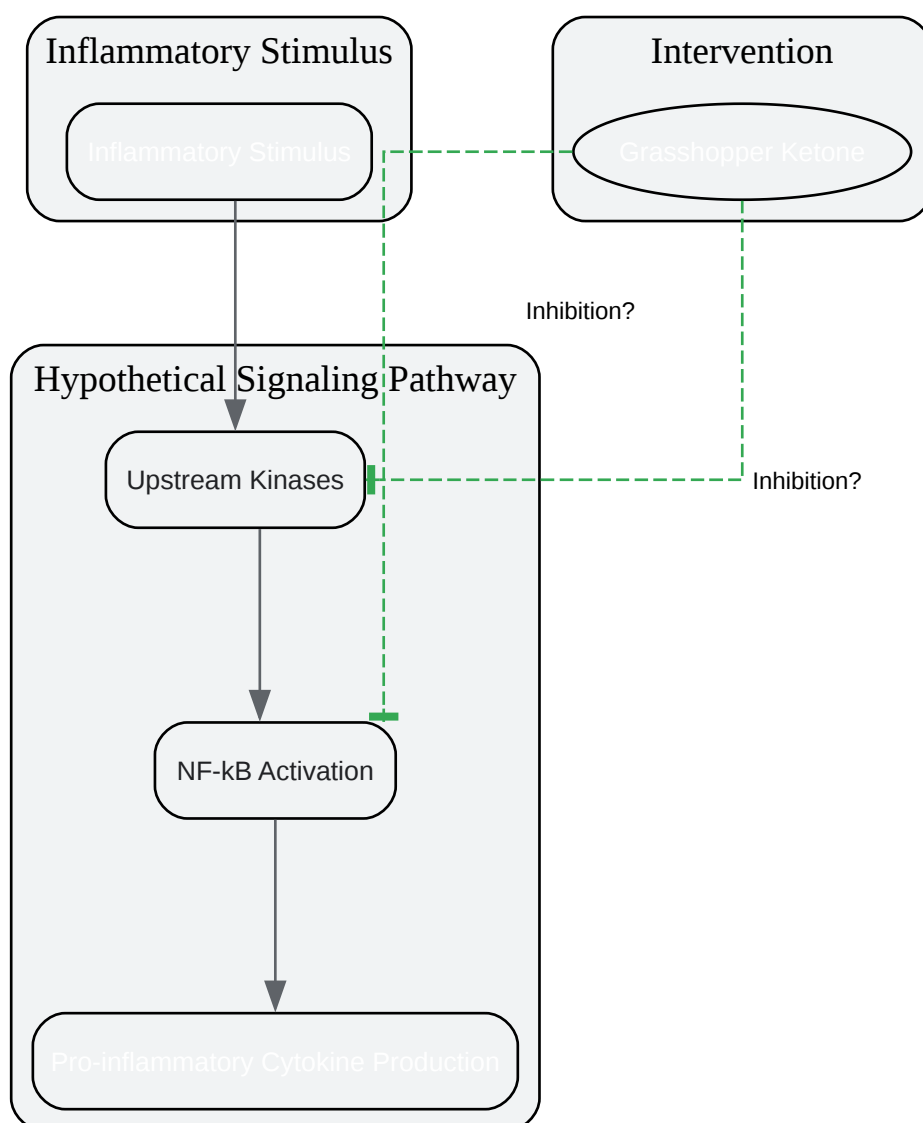 Inflammatory Stimulus
Intervention
Inflammatory Stimulus
Grasshopper Ketone
Inhibition?
Hypothetical Signaling Pathway
Upstream Kinases
Inhibition?
NF-kB Activation
Pro-inflammatory Cytokine Production